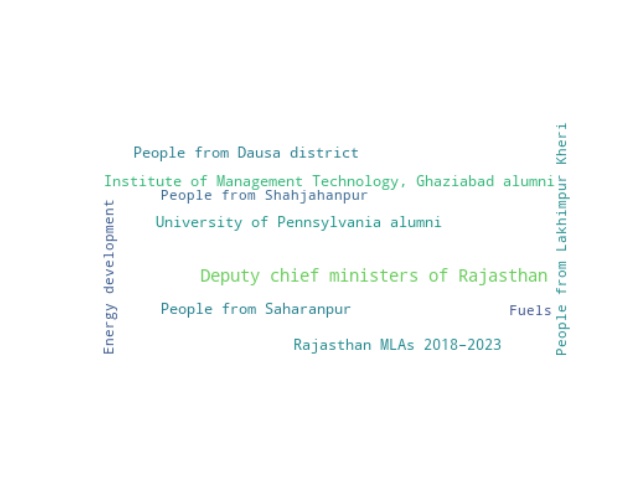 People from Dausa district
Institute of Management Technology, Ghaziabad alumni
People from Shahjahanpur
University of Pennsylvania alumni
Deputy chief ministers of Rajasthan
People from Saharanpur
Fuels
Rajasthan MLAs 2018–2023
Energy development
People from Lakhimpur Kheri